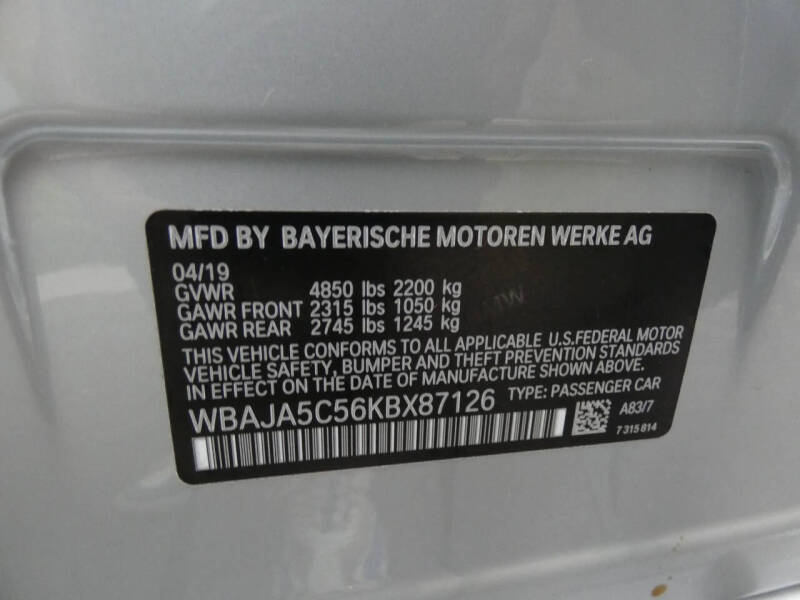 MFD BY BAYERISCHE MOTOREN WERKE AG
04/19
GVWR 4850 lbs 2200 kg
GAWR FRONT 2315 lbs 1050 kg
GAWR REAR 2745 lbs 1245 kg
THIS VEHICLE CONFORMS TO ALL APPLICABLE U.S.FEDERAL MOTOR
VEHICLE SAFETY, BUMPER AND THEFT PREVENTION STANDARDS
IN EFFECT ON THE DATE OF MANUFACTURE SHOWN ABOVE.
WBAJA5C56KBX87126 TYPE: PASSENGER CAR
A83/7
7 315 814